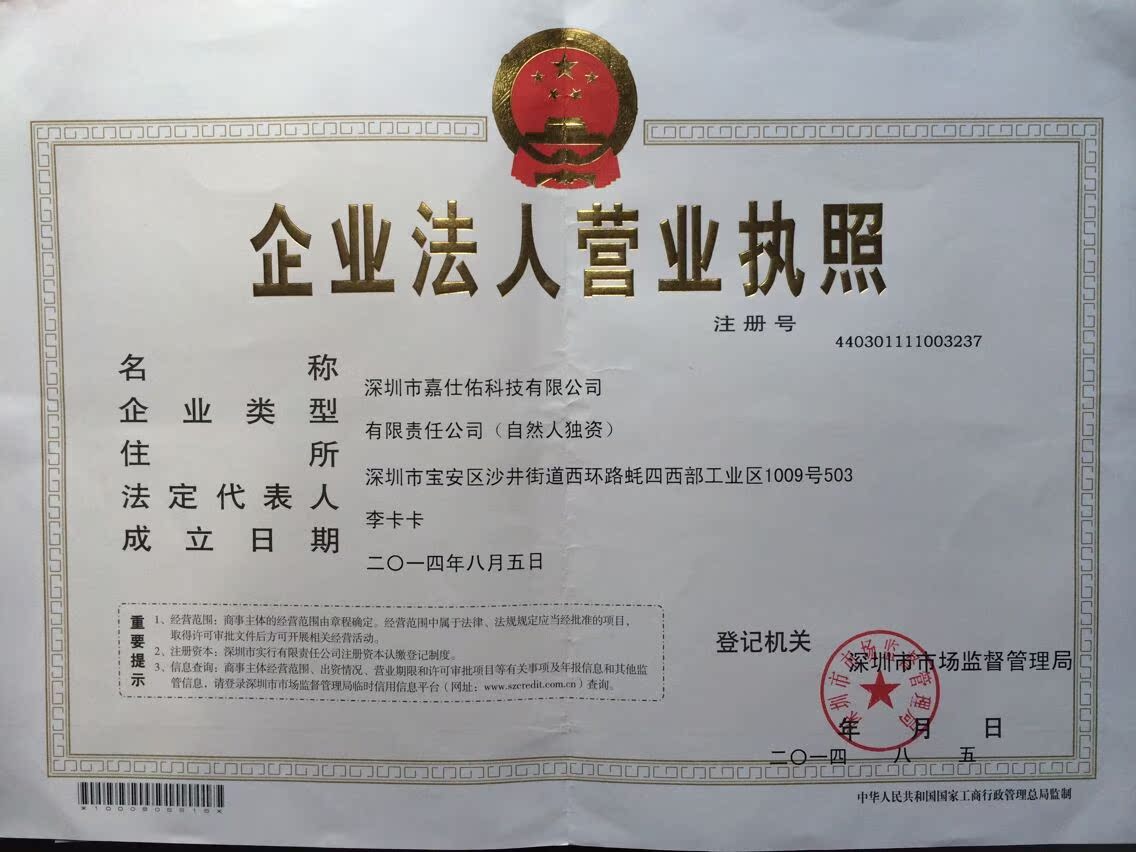 企业法人营业执照
注册号
440301111003237
名称
深圳市嘉仕佑科技有限公司
企业类型
有限责任公司（自然人独资）
住所
深圳市宝安区沙井街道西环路蚝四西部工业区1009号503
法定代表人
李卡卡
成立日期
二〇一四年八月五日
重要提示
1、经营范围：商事主体的经营范围由章程确定。经营范围中属于法律、法规规定应当经批准的项目，
取得许可审批文件后方可开展相关经营活动。
2、注册资本：深圳市实行有限责任公司注册资本认缴登记制度。
3、信息查询：商事主体经营范围、出资情况、营业期限和许可审批项目等有关事项及年报信息和其他监
管信息，请登录深圳市市场监督管理局临时信用信息平台（网址：www.szcredit.com.cn）查询。
登记机关
深圳市市场监督管理局
深圳市市场监督管理局
年 月 日
二〇一四 八 五
中华人民共和国国家工商行政管理总局监制